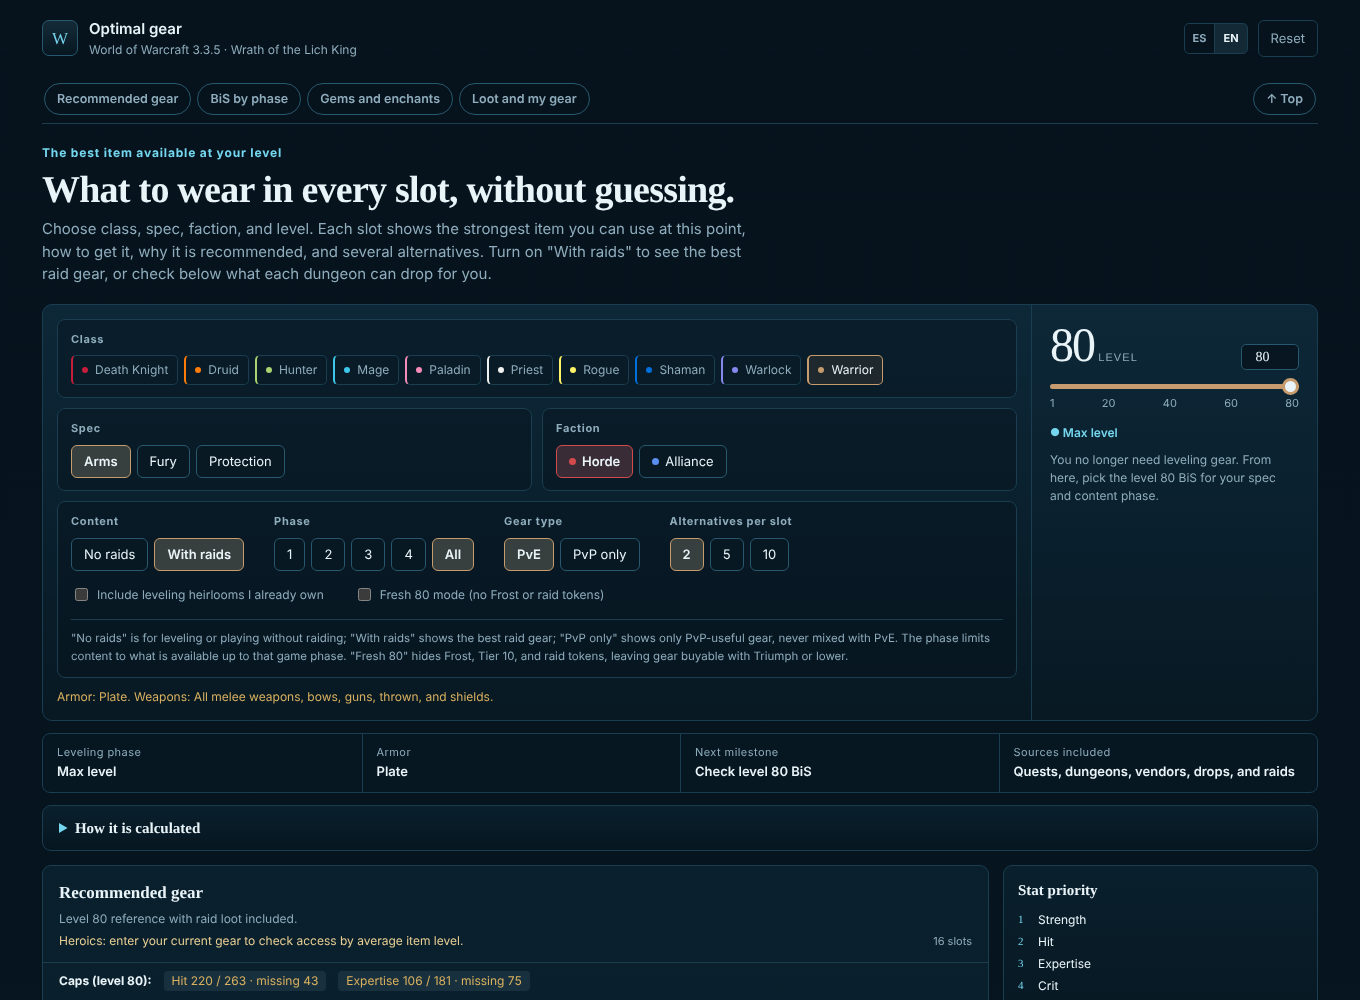 W
Optimal gear
World of Warcraft 3.3.5 · Wrath of the Lich King
ES EN Reset
Recommended gear BiS by phase Gems and enchants Loot and my gear ↑ Top
The best item available at your level
What to wear in every slot, without guessing.
Choose class, spec, faction, and level. Each slot shows the strongest item you can use at this point,
how to get it, why it is recommended, and several alternatives. Turn on "With raids" to see the best
raid gear, or check below what each dungeon can drop for you.
Class
Death Knight Druid Hunter Mage Paladin Priest Rogue Shaman Warlock Warrior
Spec
Arms Fury Protection
Faction
Horde Alliance
Content
No raids With raids
Phase
1 2 3 4 All
Gear type
PvE PvP only
Alternatives per slot
2 5 10
Include leveling heirlooms I already own
Fresh 80 mode (no Frost or raid tokens)
"No raids" is for leveling or playing without raiding; "With raids" shows the best raid gear; "PvP only" shows only PvP-useful gear, never mixed with PvE. The phase limits
content to what is available up to that game phase. "Fresh 80" hides Frost, Tier 10, and raid tokens, leaving gear buyable with Triumph or lower.
Armor: Plate. Weapons: All melee weapons, bows, guns, thrown, and shields.
80 LEVEL 80
1 20 40 60 80
Max level
You no longer need leveling gear. From
here, pick the level 80 BiS for your spec
and content phase.
Leveling phase
Max level
Armor
Plate
Next milestone
Check level 80 BiS
Sources included
Quests, dungeons, vendors, drops, and raids
How it is calculated
Recommended gear
Level 80 reference with raid loot included.
Heroics: enter your current gear to check access by average item level.
16 slots
Caps (level 80): Hit 220 / 263 · missing 43 Expertise 106 / 181 · missing 75
Stat priority
1 Strength
2 Hit
3 Expertise
4 Crit